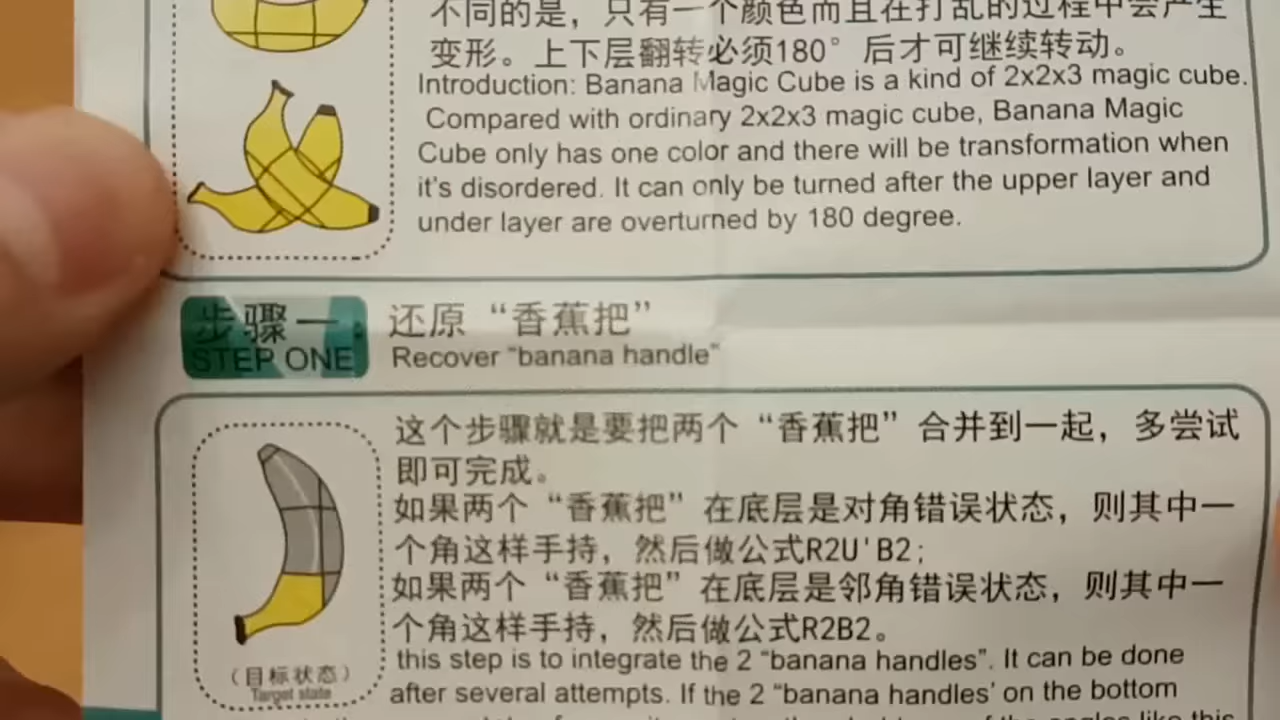 不同的是，只有一个颜色而且在打乱的过程中会产生
变形。上下层翻转必须180°后才可继续转动。
Introduction: Banana Magic Cube is a kind of 2x2x3 magic cube.
Compared with ordinary 2x2x3 magic cube, Banana Magic
Cube only has one color and there will be transformation when
it's disordered. It can only be turned after the upper layer and
under layer are overturned by 180 degree.
步骤一：
STEP ONE
还原“香蕉把”
Recover "banana handle"
这个步骤就是要把两个“香蕉把”合并到一起，多尝试
即可完成。
如果两个“香蕉把”在底层是对角错误状态，则其中一
个角这样手持，然后做公式R2U'B2；
如果两个“香蕉把”在底层是邻角错误状态，则其中一
个角这样手持，然后做公式R2B2。
this step is to integrate the 2 “banana handles”. It can be done
after several attempts. If the 2 “banana handles’ on the bottom
of the angles like this
（目标状态）
Target state